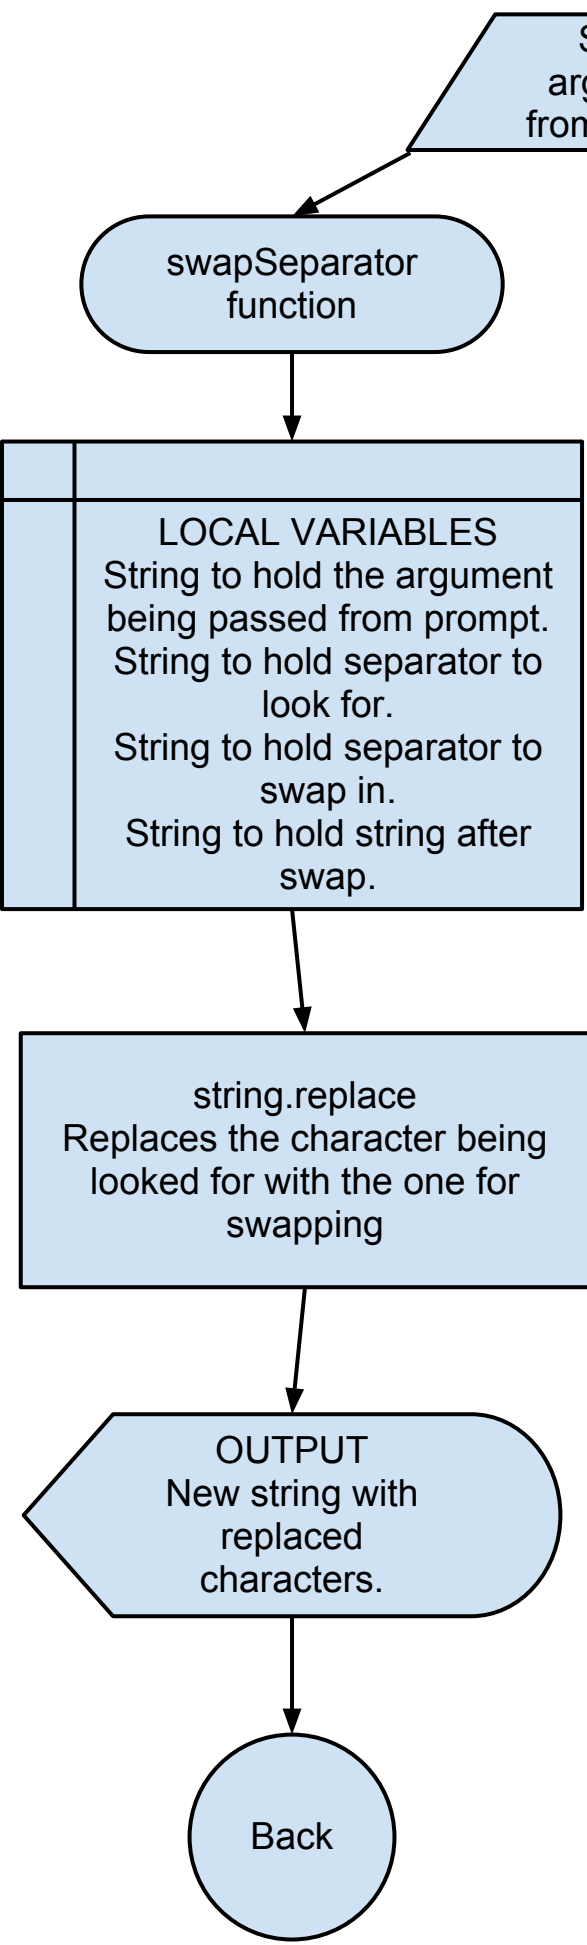 swapSeparator
function
LOCAL VARIABLES
String to hold the argument
being passed from prompt.
String to hold separator to
look for.
String to hold separator to
swap in.
String to hold string after
swap.
string.replace
Replaces the character being
looked for with the one for
swapping
OUTPUT
New string with
replaced
characters.
Back